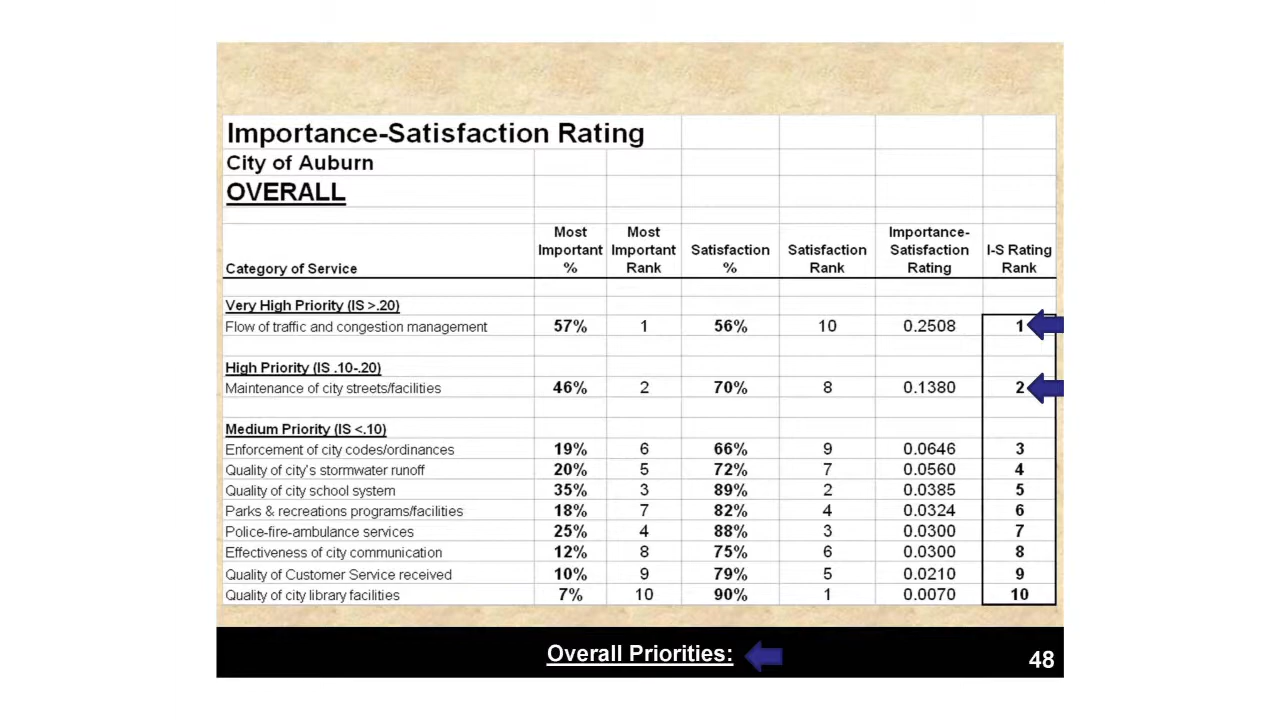 Importance-Satisfaction Rating
City of Auburn
OVERALL
Category of Service Most Important % Most Important Rank Satisfaction % Satisfaction Rank Importance-Satisfaction Rating I-S Rating Rank
Very High Priority (IS >.20)
Flow of traffic and congestion management 57% 1 56% 10 0.2508 1
High Priority (IS .10-.20)
Maintenance of city streets/facilities 46% 2 70% 8 0.1380 2
Medium Priority (IS <.10)
Enforcement of city codes/ordinances 19% 6 66% 9 0.0646 3
Quality of city's stormwater runoff 20% 5 72% 7 0.0560 4
Quality of city school system 35% 3 89% 2 0.0385 5
Parks & recreations programs/facilities 18% 7 82% 4 0.0324 6
Police-fire-ambulance services 25% 4 88% 3 0.0300 7
Effectiveness of city communication 12% 8 75% 6 0.0300 8
Quality of Customer Service received 10% 9 79% 5 0.0210 9
Quality of city library facilities 7% 10 90% 1 0.0070 10
Overall Priorities:
48